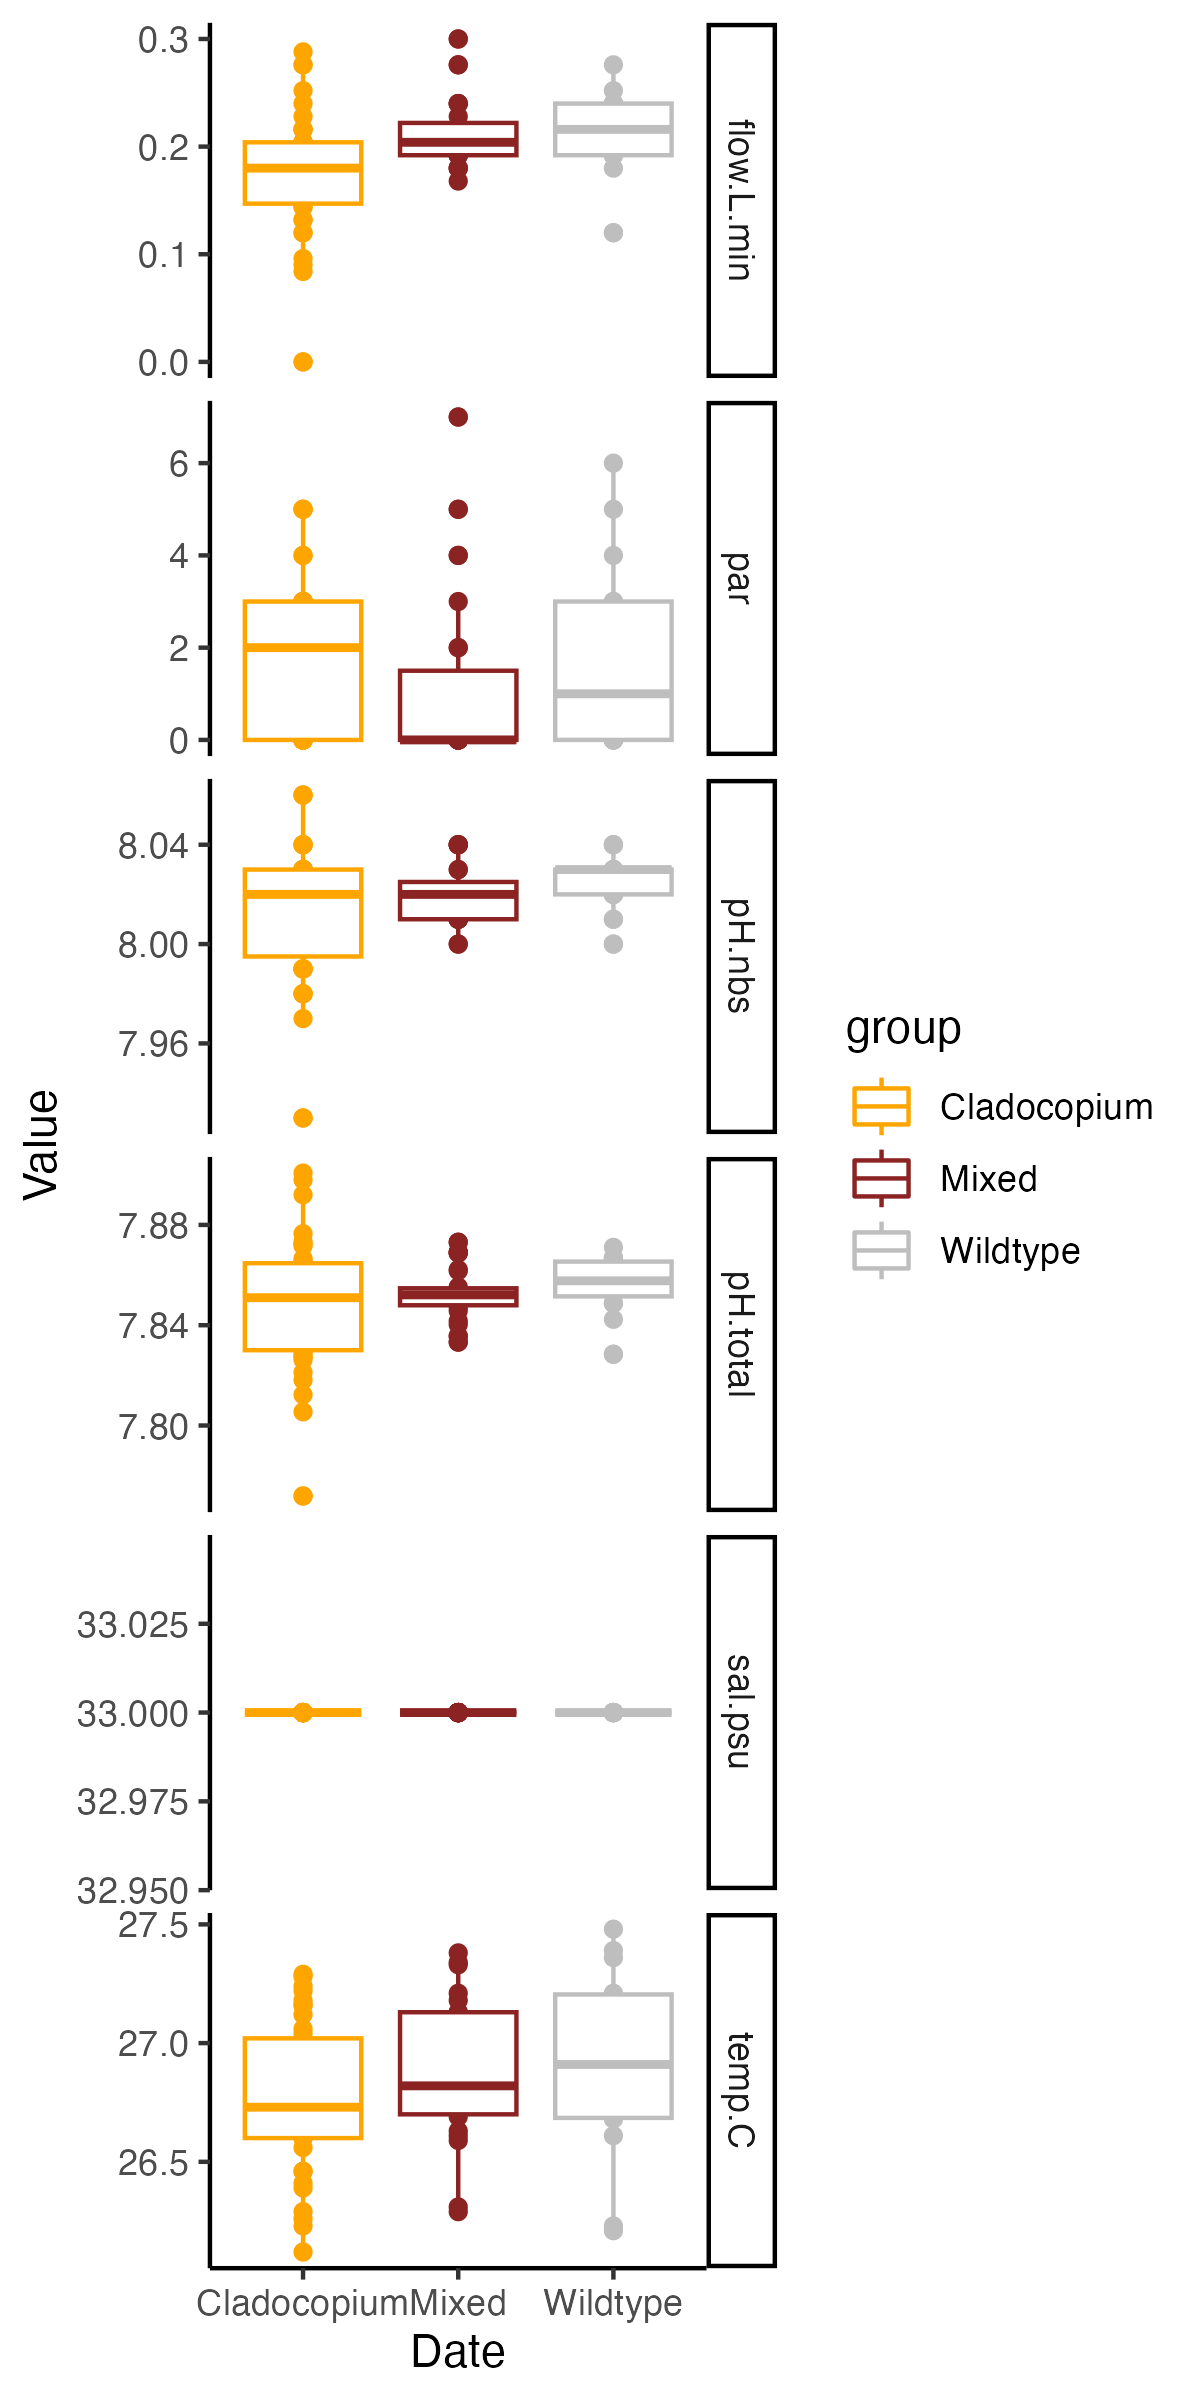 Value
0.3
0.2
0.1
0.0
flow.L.min
6
4
2
0
par
8.04
8.00
7.96
pH.nbs
7.88
7.84
7.80
pH.total
33.025
33.000
32.975
32.950
sal.psu
27.5
27.0
26.5
temp.C
Cladocopium Mixed Wildtype
Date
group
Cladocopium
Mixed
Wildtype